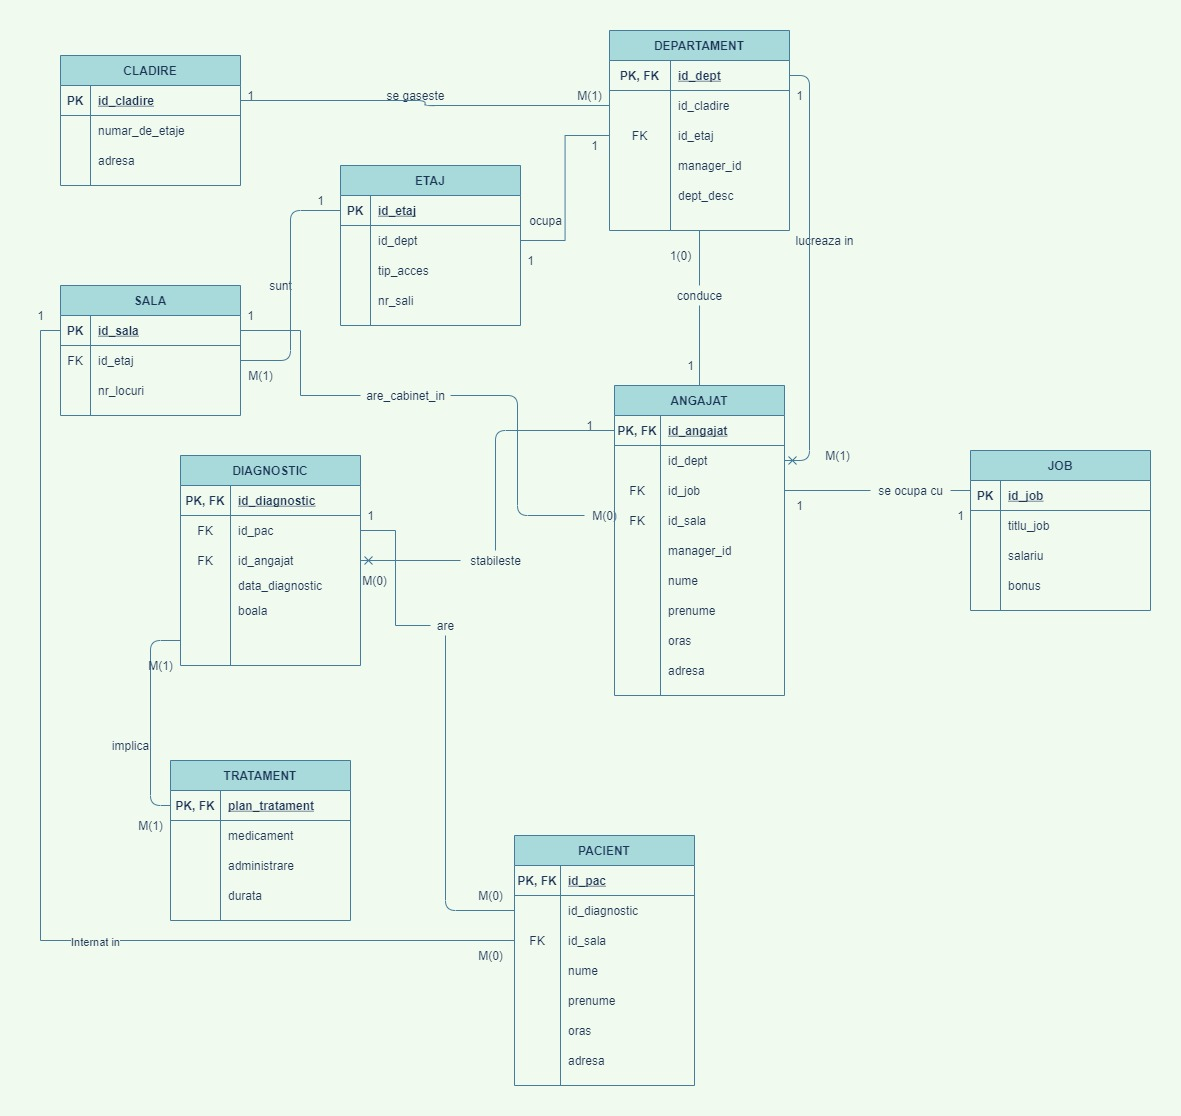 CLADIRE
PK id_cladire
numar_de_etaje
adresa
1
se gaseste
M(1)
DEPARTAMENT
PK, FK id_dept
id_cladire
FK id_etaj
manager_id
dept_desc
1
1
lucreaza in
ETAJ
PK id_etaj
id_dept
tip_acces
nr_sali
1
ocupa
1
sunt
1(0)
conduce
1
SALA
PK id_sala
FK id_etaj
nr_locuri
1
1
M(1)
are_cabinet_in
M(0)
ANGAJAT
PK, FK id_angajat
id_dept
FK id_job
FK id_sala
manager_id
nume
prenume
oras
adresa
1
M(1)
1
se ocupa cu
1
JOB
PK id_job
titlu_job
salariu
bonus
DIAGNOSTIC
PK, FK id_diagnostic
FK id_pac
FK id_angajat
data_diagnostic
boala
1
M(0)
stabileste
are
M(1)
implica
M(1)
TRATAMENT
PK, FK plan_tratament
medicament
administrare
durata
PACIENT
PK, FK id_pac
id_diagnostic
FK id_sala
nume
prenume
oras
adresa
M(0)
Internat in
M(0)